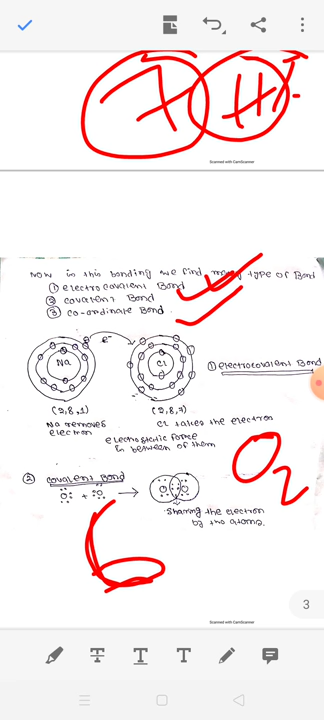 Scanned with CamScanner
Now in this bonding we find many type of Bond
① electrocovalent Bond
② covalent Bond
③ co-ordinate Bond
e⁻
Na
Cl
① electrocovalent Bond
(2,8,1)
(2,8,7)
Na removes electron
Cl takes the electron
electrostatic force in between of them
② covalent Bond
O + O →
O O
sharing the electron by two atoms.
O2
6
3
Scanned with CamScanner
T T T